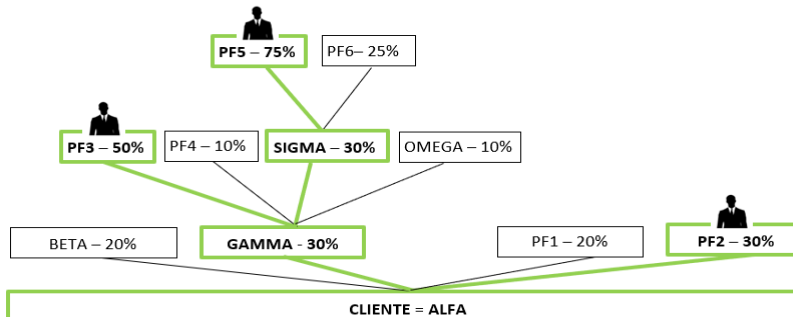 PF5 – 75%
PF6– 25%
PF3 – 50%
PF4 – 10%
SIGMA – 30%
OMEGA – 10%
BETA – 20%
GAMMA - 30%
PF1 – 20%
PF2 – 30%
CLIENTE = ALFA